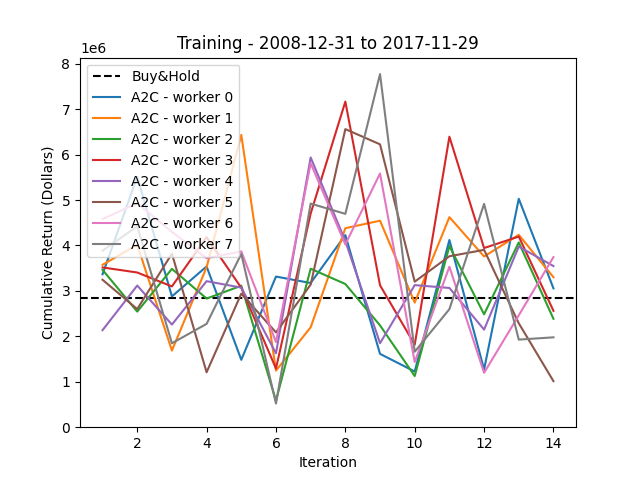 Training - 2008-12-31 to 2017-11-29
1e6
8
7
6
5
4
3
2
1
0
Cumulative Return (Dollars)
Buy&Hold
A2C - worker 0
A2C - worker 1
A2C - worker 2
A2C - worker 3
A2C - worker 4
A2C - worker 5
A2C - worker 6
A2C - worker 7
2 4 6 8 10 12 14
Iteration